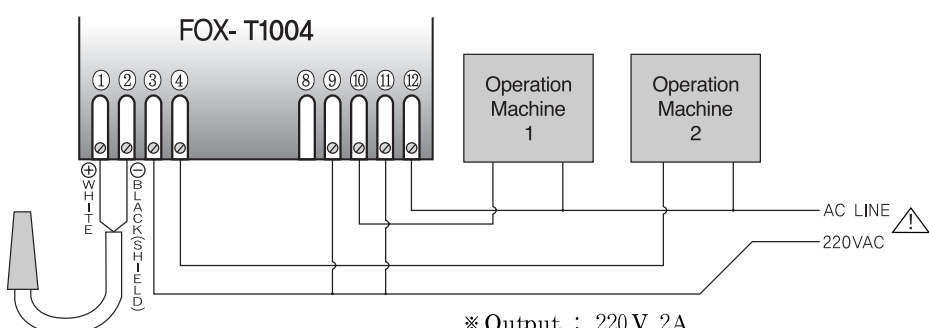 FOX- T1004
① ② ③ ④ ⑧ ⑨ ⑩ ⑪ ⑫
Operation
Machine
1
Operation
Machine
2
⊕ WHITE
⊖ BLACK(SHIELD)
AC LINE
220VAC
※ Output : 220V 2A